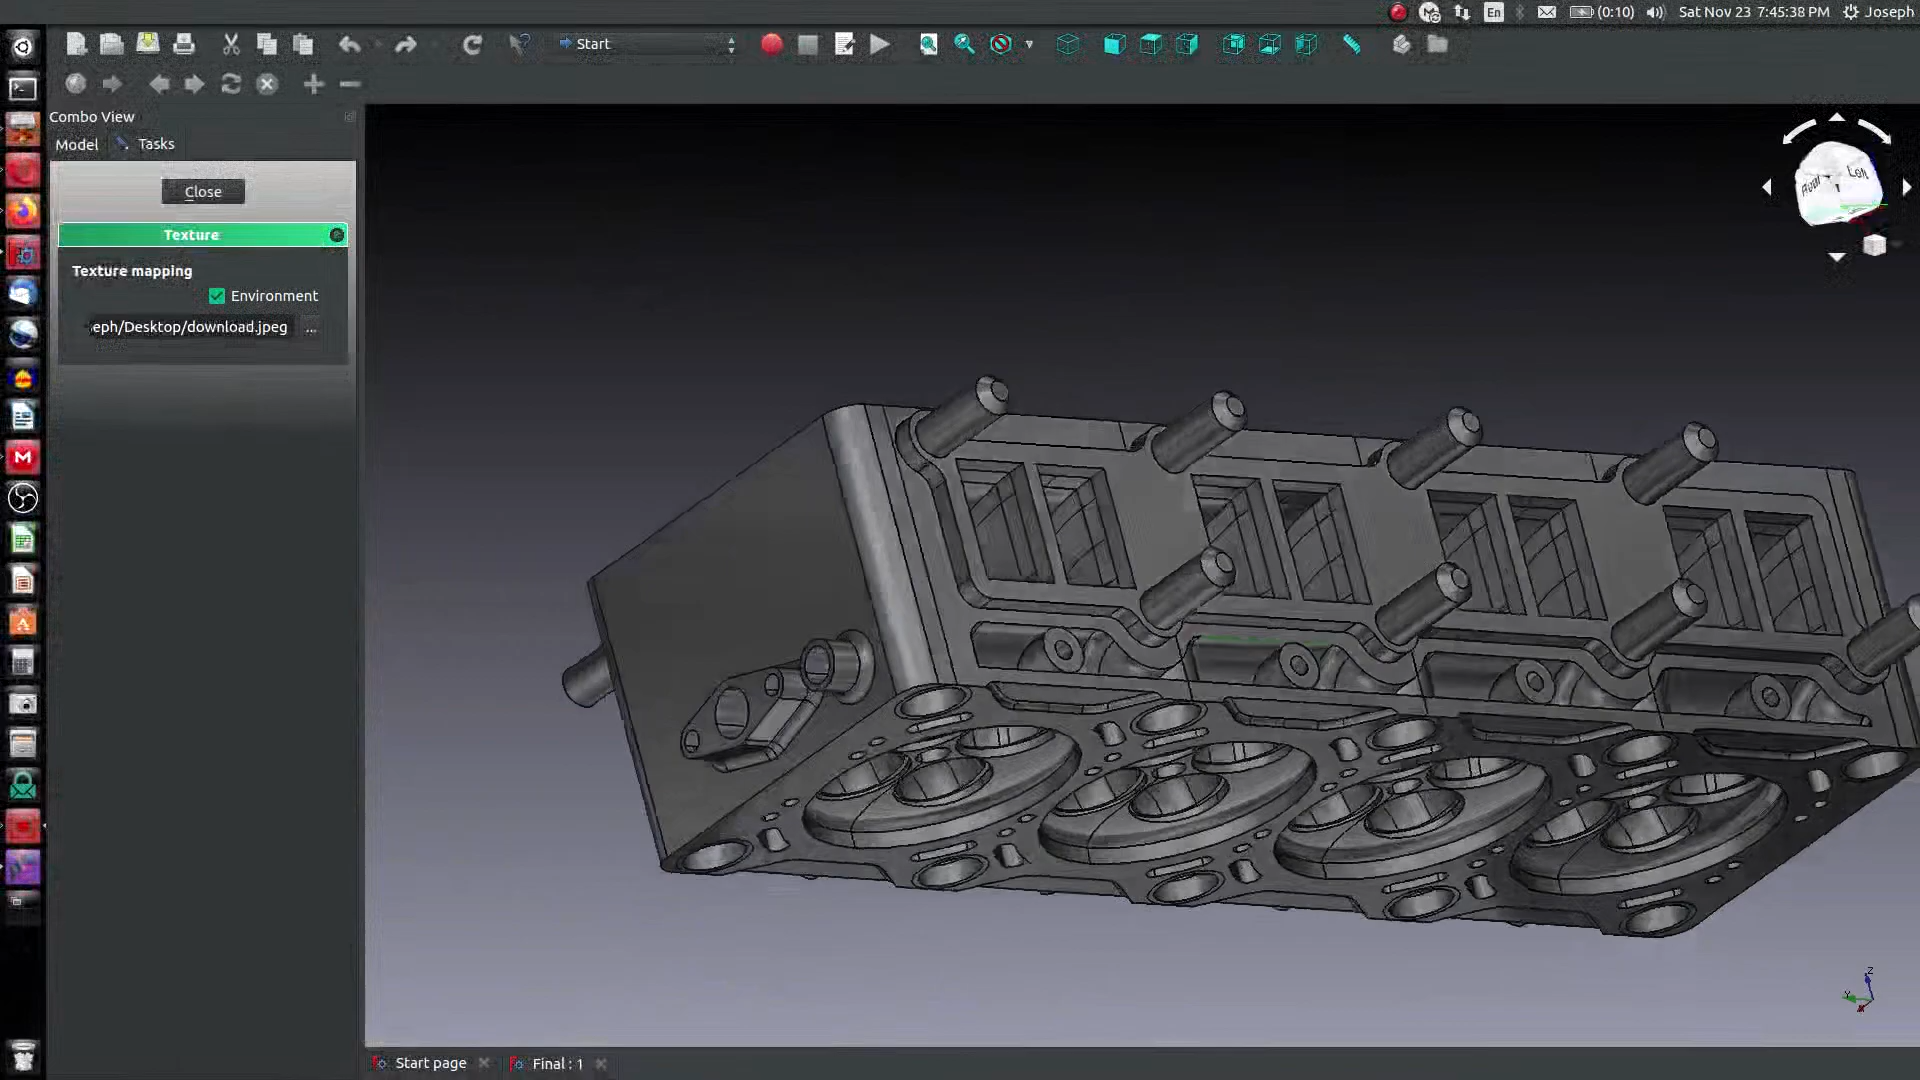 En
(0:10)
Sat Nov 23 7:45:38 PM
Joseph
Start
Combo View
Model
Tasks
Close
Texture
Texture mapping
Environment
eph/Desktop/download.jpeg
...
Start page
Final : 1
Z
Y